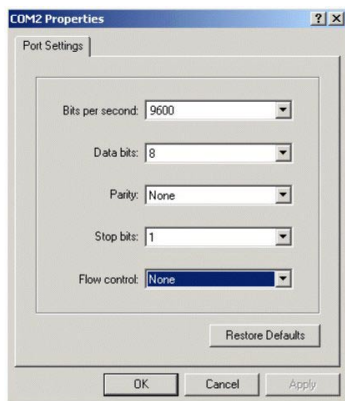 COM2 Properties
Port Settings
Bits per second: 9600
Data bits: 8
Parity: None
Stop bits: 1
Flow control: None
Restore Defaults
OK Cancel Apply